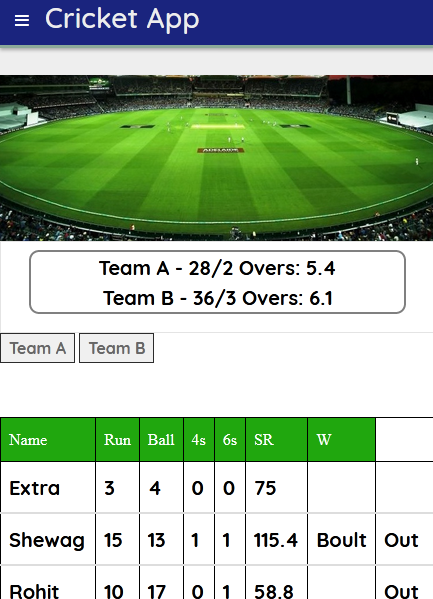 ≡ Cricket App
ADELAIDE
Team A - 28/2 Overs: 5.4
Team B - 36/3 Overs: 6.1
Team A Team B
Name Run Ball 4s 6s SR W
Extra 3 4 0 0 75
Shewag 15 13 1 1 115.4 Boult Out
Rohit 10 17 0 1 58.8 Out